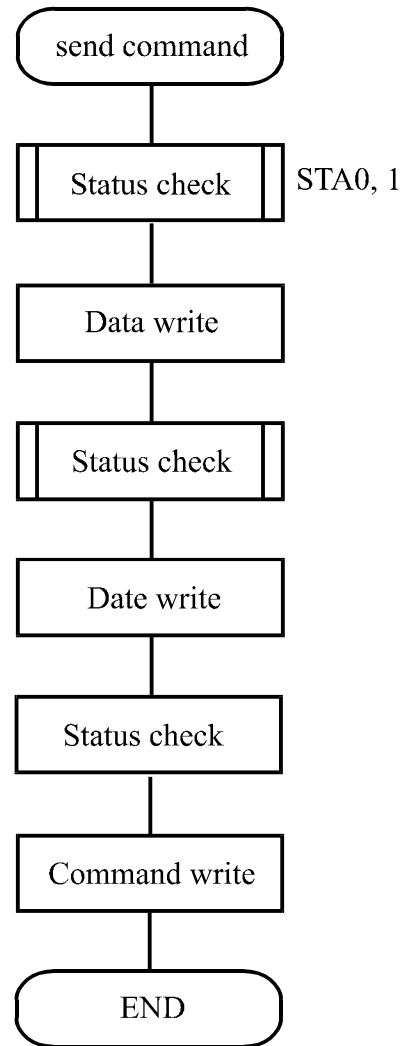 send command
Status check
STA0, 1
Data write
Status check
Date write
Status check
Command write
END